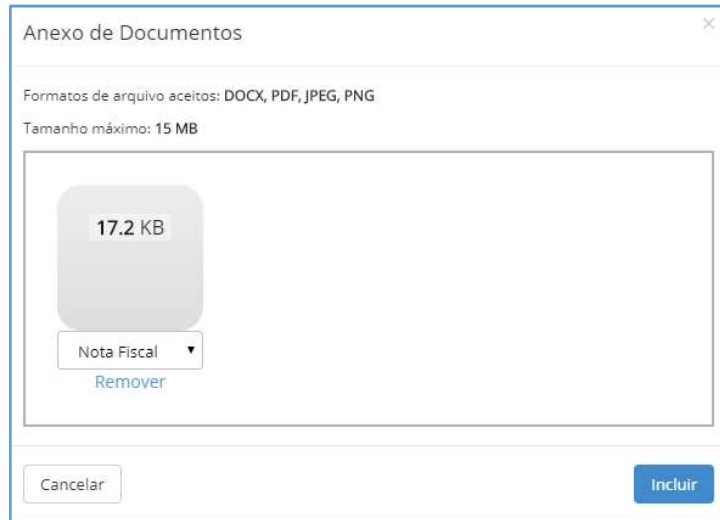 Anexo de Documentos
Formatos de arquivo aceitos: DOCX, PDF, JPEG, PNG
Tamanho máximo: 15 MB
17.2 KB
Nota Fiscal
Remover
Cancelar
Incluir